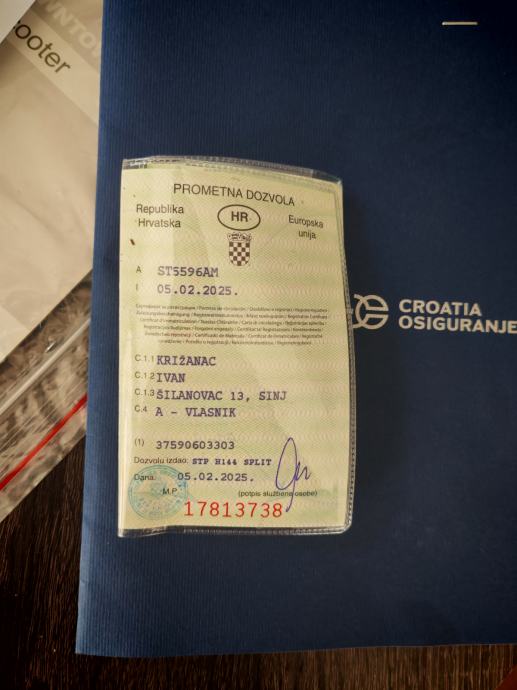 ooter
PROMETNA DOZVOLA
Republika
Hrvatska
HR
Europska
unija
A ST5596AM
I 05.02.2025.
C.1.1 KRIŽANAC
C.1.2 IVAN
C.1.3 ŠILANOVAC 13, SINJ
C.4 A - VLASNIK
(1) 37590603303
Dozvolu izdao: STP H144 SPLIT
Dana: 05.02.2025.
M.P.
(potpis službene osobe)
17813738
CROATIA
OSIGURANJE